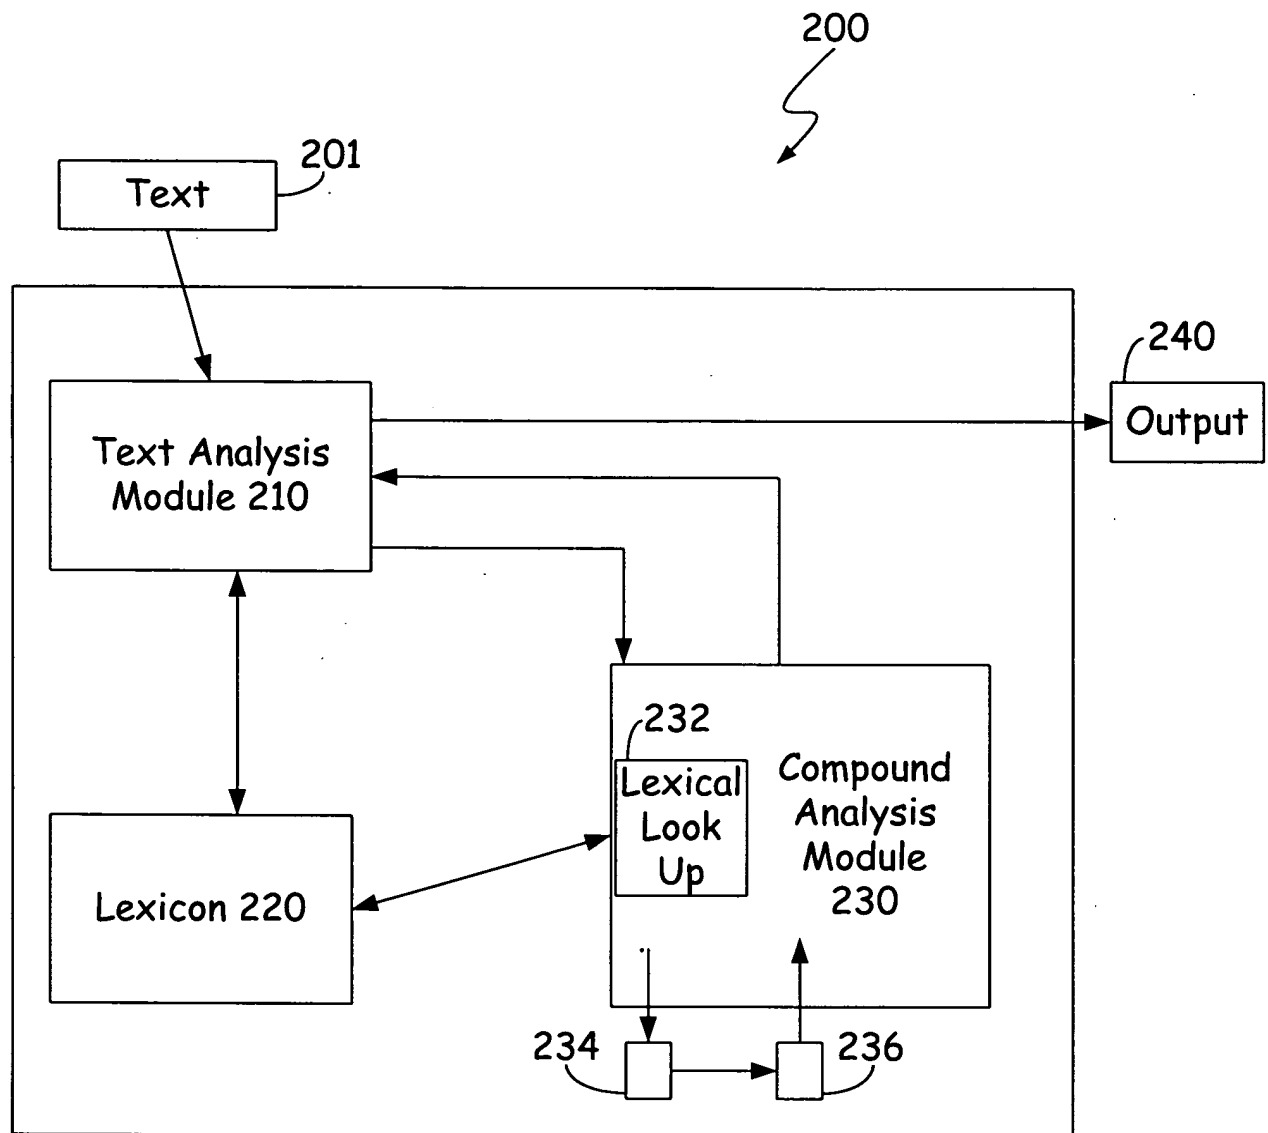 200
201
Text
240
Output
Text Analysis
Module 210
232
Lexical
Look
Up
Compound
Analysis
Module
230
Lexicon 220
234
236